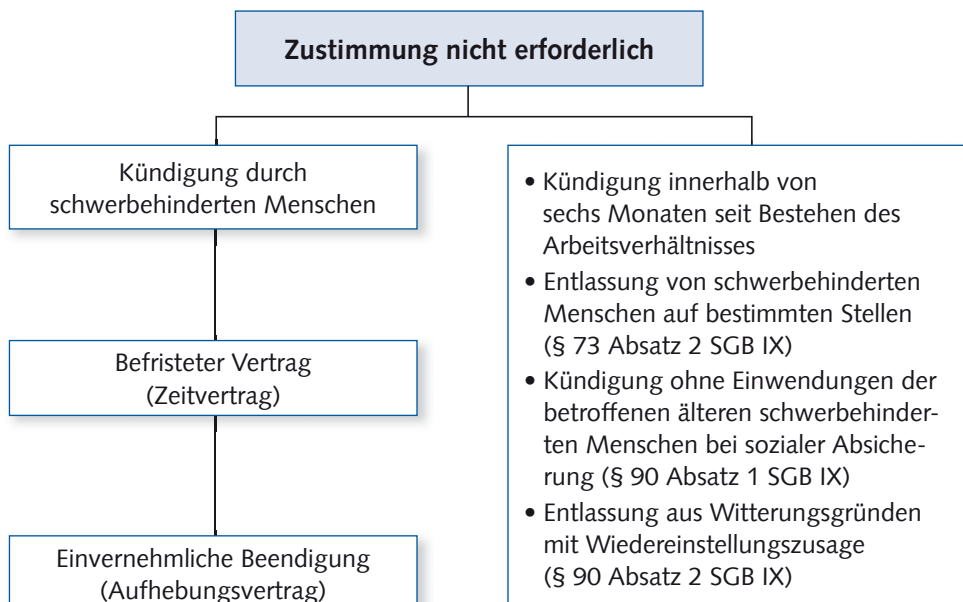 Zustimmung nicht erforderlich
Kündigung durch
schwerbehinderten Menschen
Befristeter Vertrag
(Zeitvertrag)
Einvernehmliche Beendigung
(Aufhebungsvertrag)
• Kündigung innerhalb von
sechs Monaten seit Bestehen des
Arbeitsverhältnisses
• Entlassung von schwerbehinderten
Menschen auf bestimmten Stellen
(§ 73 Absatz 2 SGB IX)
• Kündigung ohne Einwendungen der
betroffenen älteren schwerbehinder-
ten Menschen bei sozialer Absiche-
rung (§ 90 Absatz 1 SGB IX)
• Entlassung aus Witterungsgründen
mit Wiedereinstellungszusage
(§ 90 Absatz 2 SGB IX)